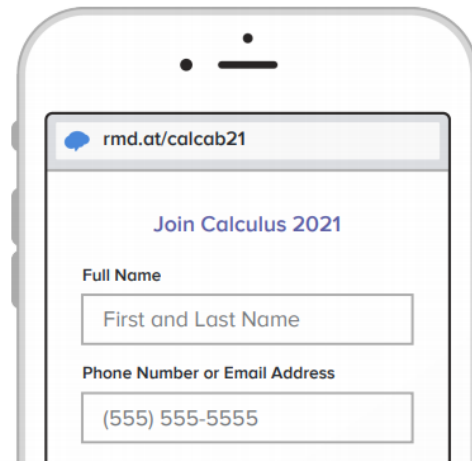 rmd.at/calcab21
Join Calculus 2021
Full Name
First and Last Name
Phone Number or Email Address
(555) 555-5555